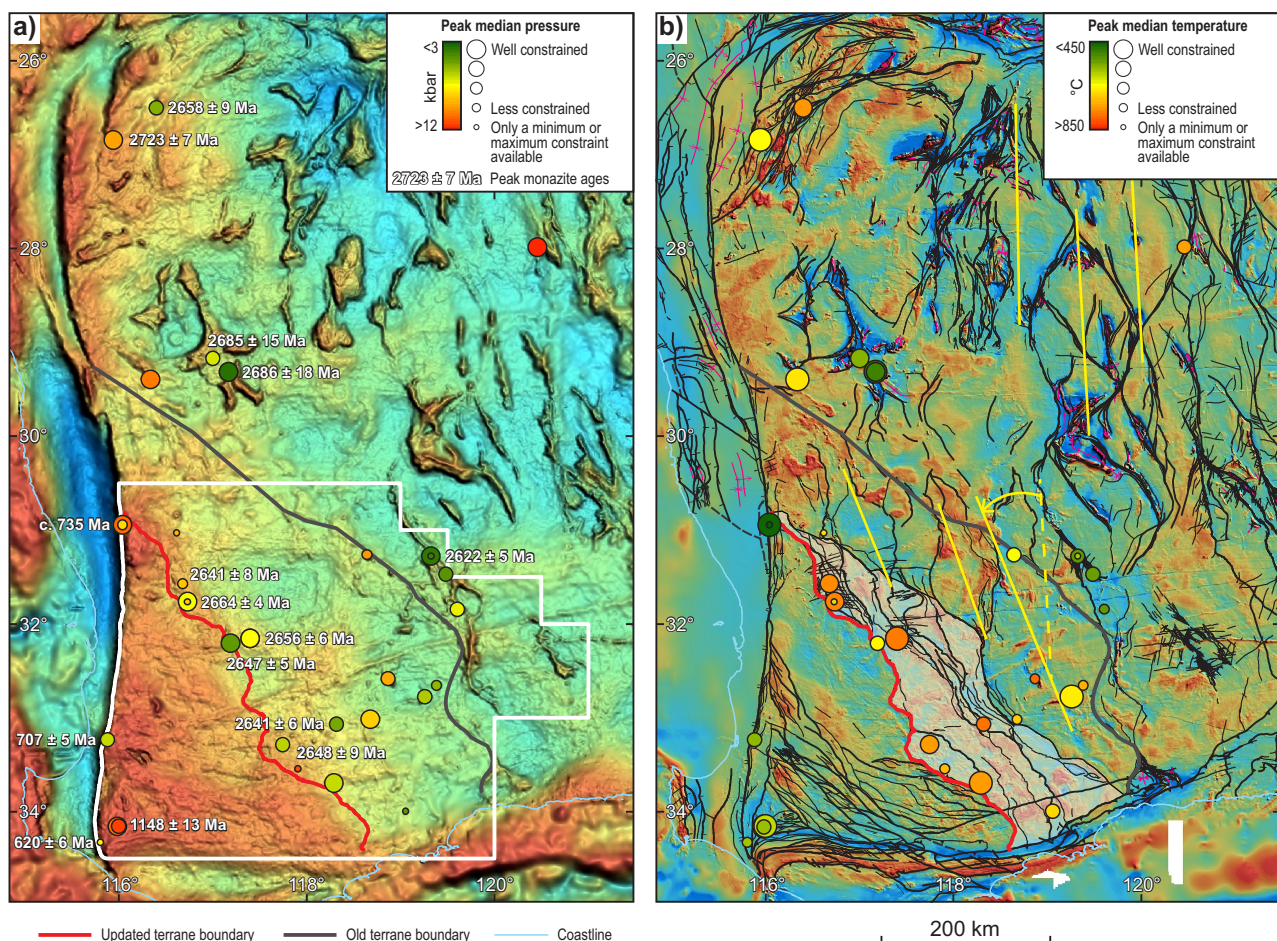 a)
Peak median pressure
<3
kbar
>12
Well constrained
Less constrained
Only a minimum or
maximum constraint
available
2723 ± 7 Ma Peak monazite ages
26°
28°
30°
32°
34°
116°
118°
120°
2658 ± 9 Ma
2723 ± 7 Ma
2685 ± 15 Ma
2686 ± 18 Ma
c. 735 Ma
2622 ± 5 Ma
2641 ± 8 Ma
2664 ± 4 Ma
2656 ± 6 Ma
2647 ± 5 Ma
2641 ± 6 Ma
2648 ± 9 Ma
707 ± 5 Ma
1148 ± 13 Ma
620 ± 6 Ma
b)
Peak median temperature
<450
°C
>850
Well constrained
Less constrained
Only a minimum or
maximum constraint
available
26°
28°
30°
32°
34°
116°
118°
120°
Updated terrane boundary
Old terrane boundary
Coastline
200 km